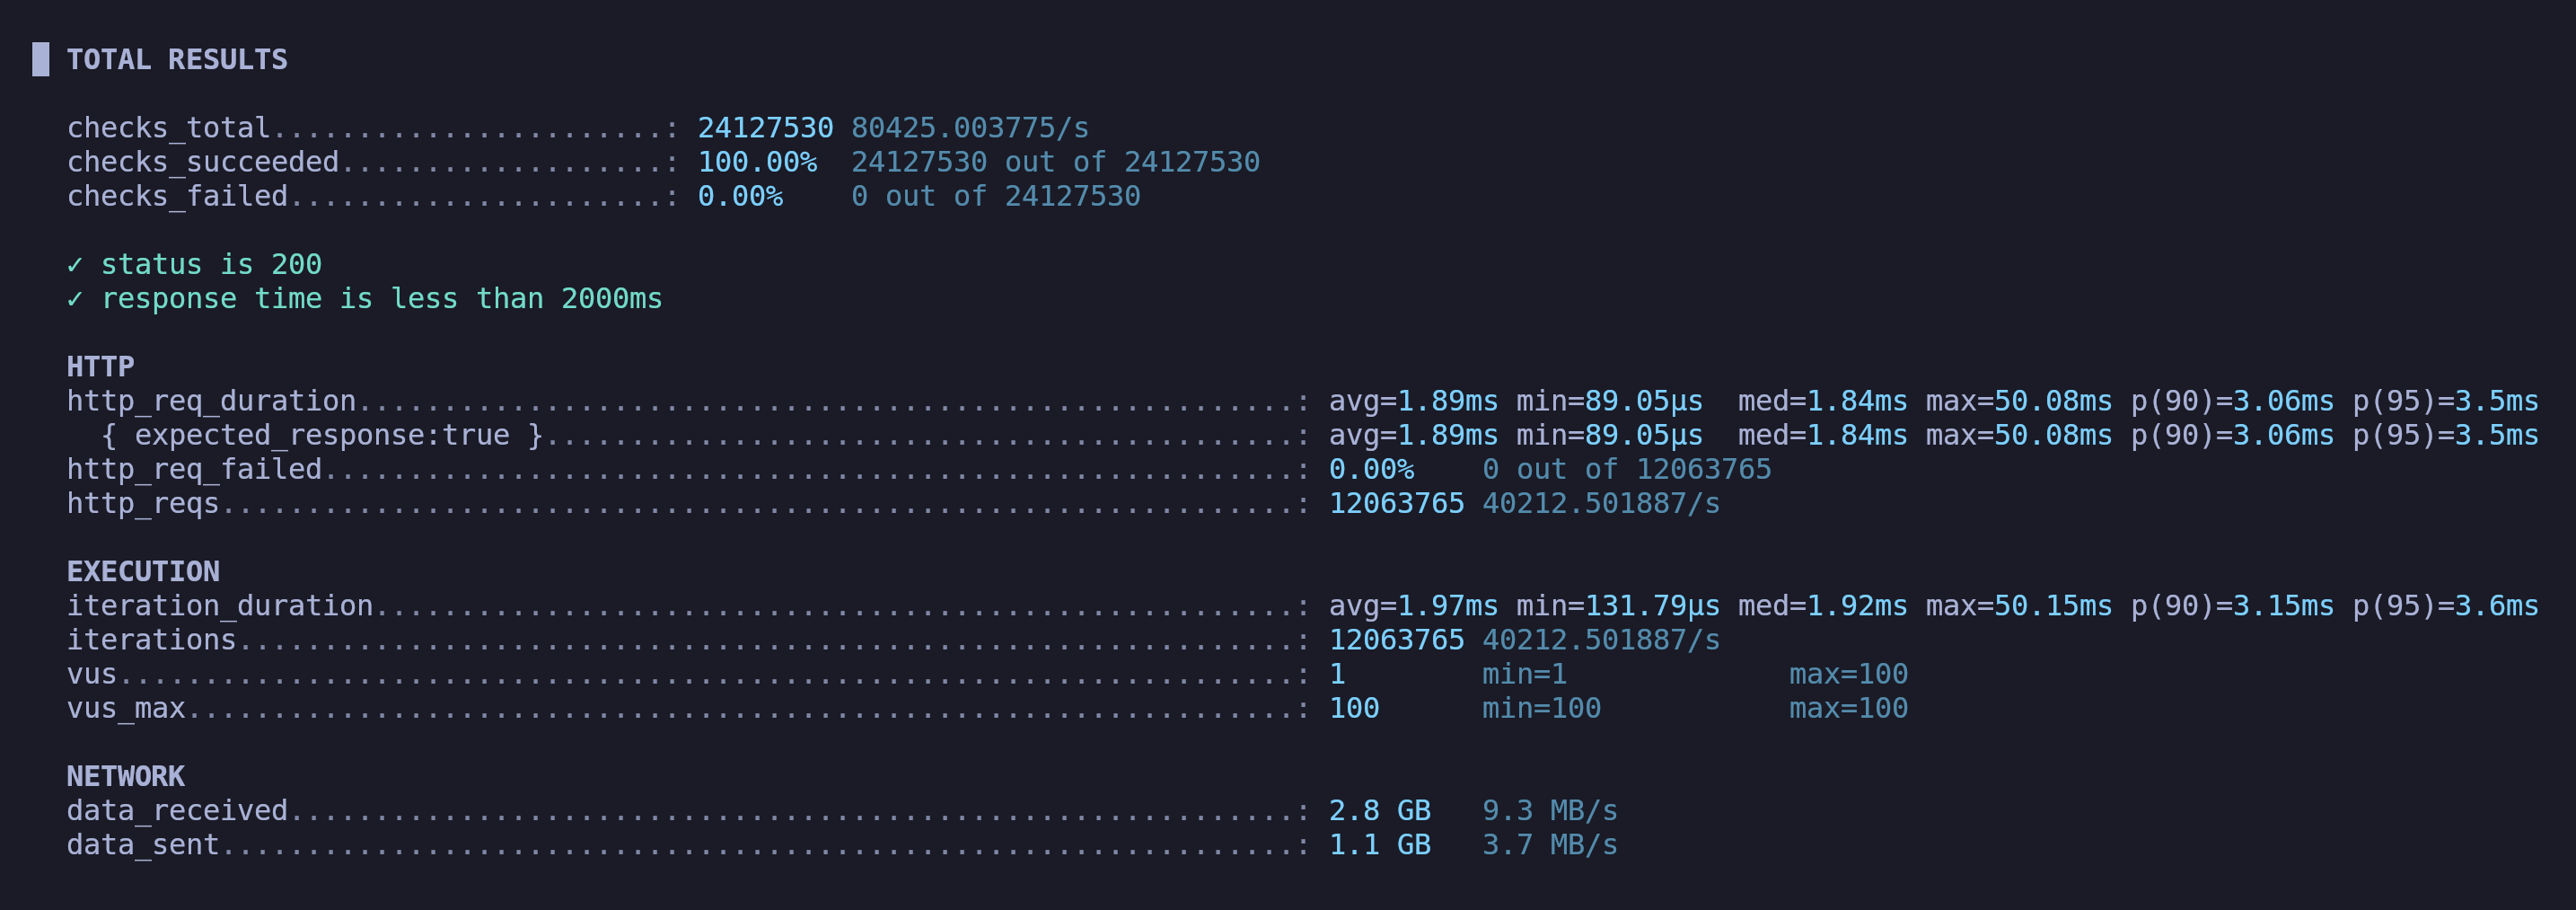 TOTAL RESULTS
checks_total.......................: 24127530 80425.003775/s
checks_succeeded...................: 100.00% 24127530 out of 24127530
checks_failed......................: 0.00% 0 out of 24127530
✓ status is 200
✓ response time is less than 2000ms
HTTP
http_req_duration.......................................................: avg=1.89ms min=89.05µs med=1.84ms max=50.08ms p(90)=3.06ms p(95)=3.5ms
{ expected_response:true }............................................: avg=1.89ms min=89.05µs med=1.84ms max=50.08ms p(90)=3.06ms p(95)=3.5ms
http_req_failed.........................................................: 0.00% 0 out of 12063765
http_reqs...............................................................: 12063765 40212.501887/s
EXECUTION
iteration_duration......................................................: avg=1.97ms min=131.79µs med=1.92ms max=50.15ms p(90)=3.15ms p(95)=3.6ms
iterations..............................................................: 12063765 40212.501887/s
vus.....................................................................: 1 min=1 max=100
vus_max.................................................................: 100 min=100 max=100
NETWORK
data_received...........................................................: 2.8 GB 9.3 MB/s
data_sent...............................................................: 1.1 GB 3.7 MB/s